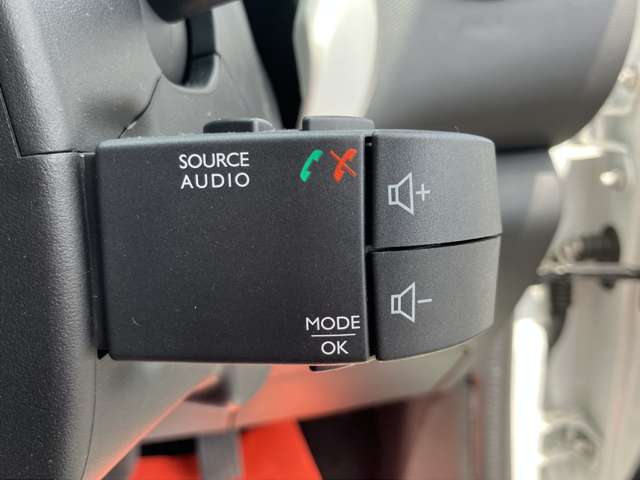 SOURCE
AUDIO
+
-
MODE
OK